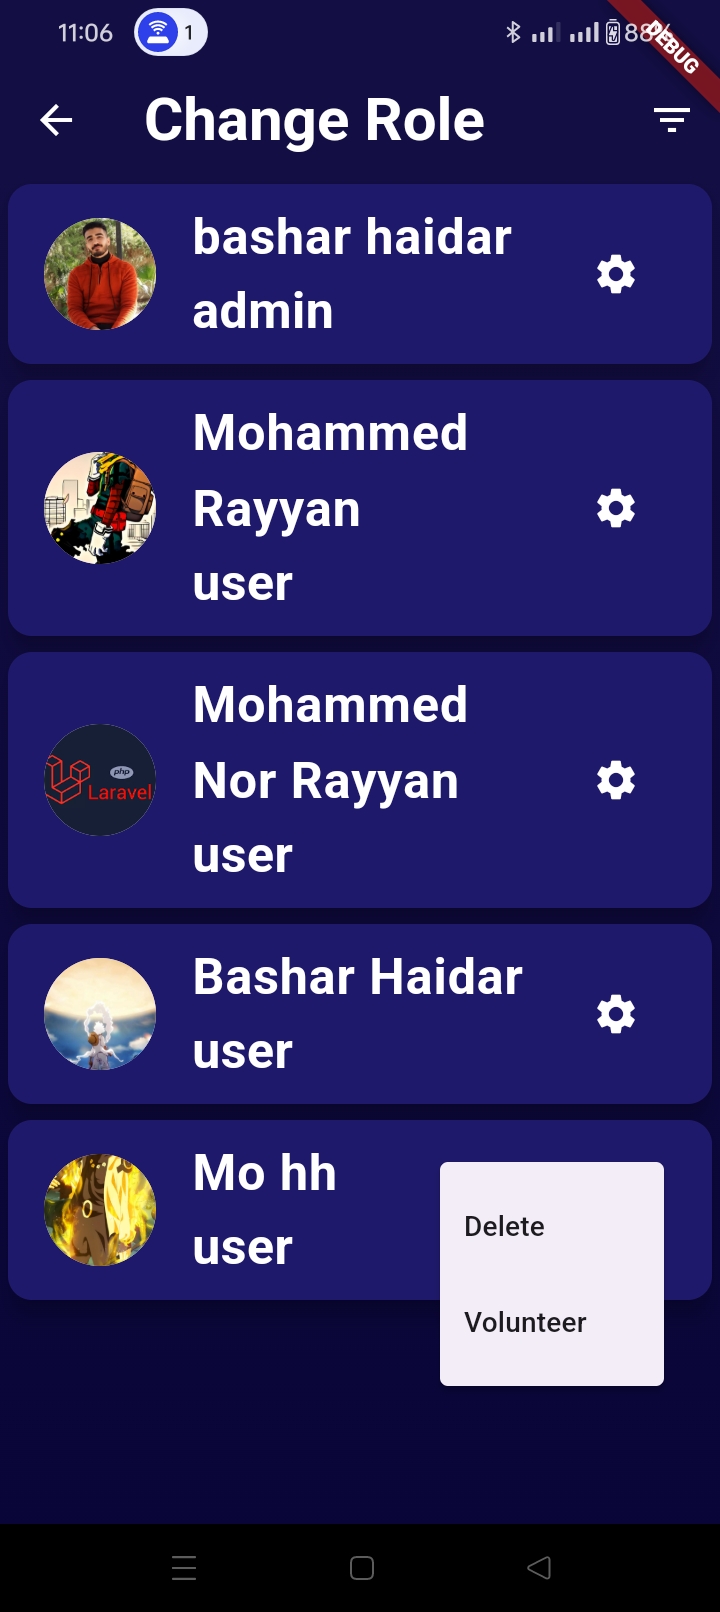 11:06
1
88%
DEBUG
Change Role
bashar haidar
admin
Mohammed
Rayyan
user
Mohammed
Nor Rayyan
user
php
Laravel
Bashar Haidar
user
Mo hh
user
Delete
Volunteer